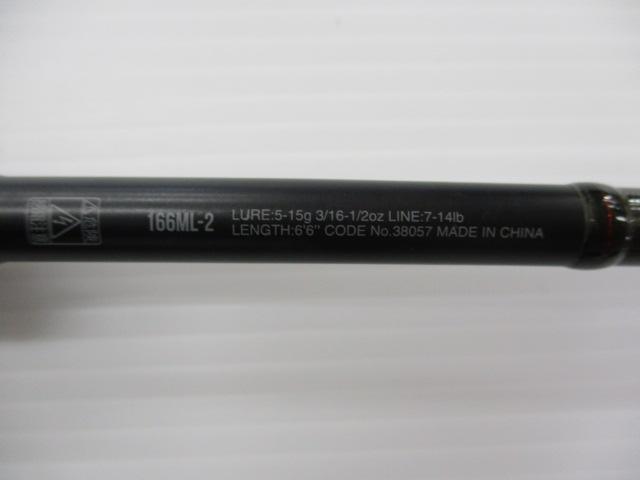 166ML-2
LURE:5-15g 3/16-1/2oz LINE:7-14lb
LENGTH:6'6" CODE No.38057 MADE IN CHINA